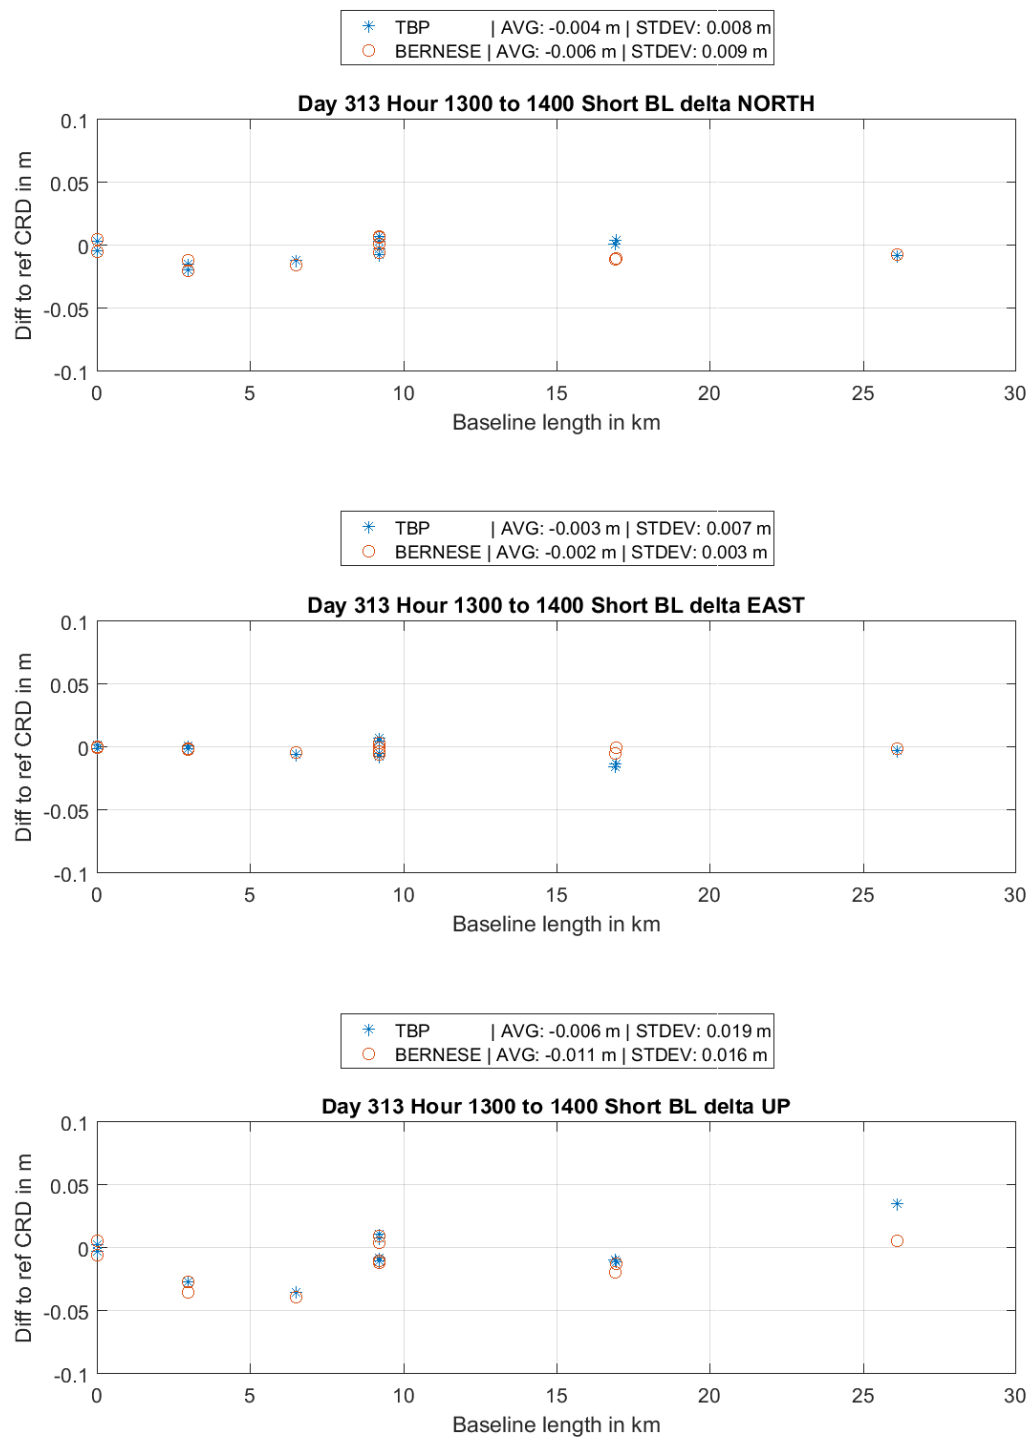 TBP | AVG: -0.004 m | STDEV: 0.008 m
BERNESE | AVG: -0.006 m | STDEV: 0.009 m
Day 313 Hour 1300 to 1400 Short BL delta NORTH
Diff to ref CRD in m
0.1
0.05
0
-0.05
-0.1
0 5 10 15 20 25 30
Baseline length in km
TBP | AVG: -0.003 m | STDEV: 0.007 m
BERNESE | AVG: -0.002 m | STDEV: 0.003 m
Day 313 Hour 1300 to 1400 Short BL delta EAST
Diff to ref CRD in m
0.1
0.05
0
-0.05
-0.1
0 5 10 15 20 25 30
Baseline length in km
TBP | AVG: -0.006 m | STDEV: 0.019 m
BERNESE | AVG: -0.011 m | STDEV: 0.016 m
Day 313 Hour 1300 to 1400 Short BL delta UP
Diff to ref CRD in m
0.1
0.05
0
-0.05
-0.1
0 5 10 15 20 25 30
Baseline length in km